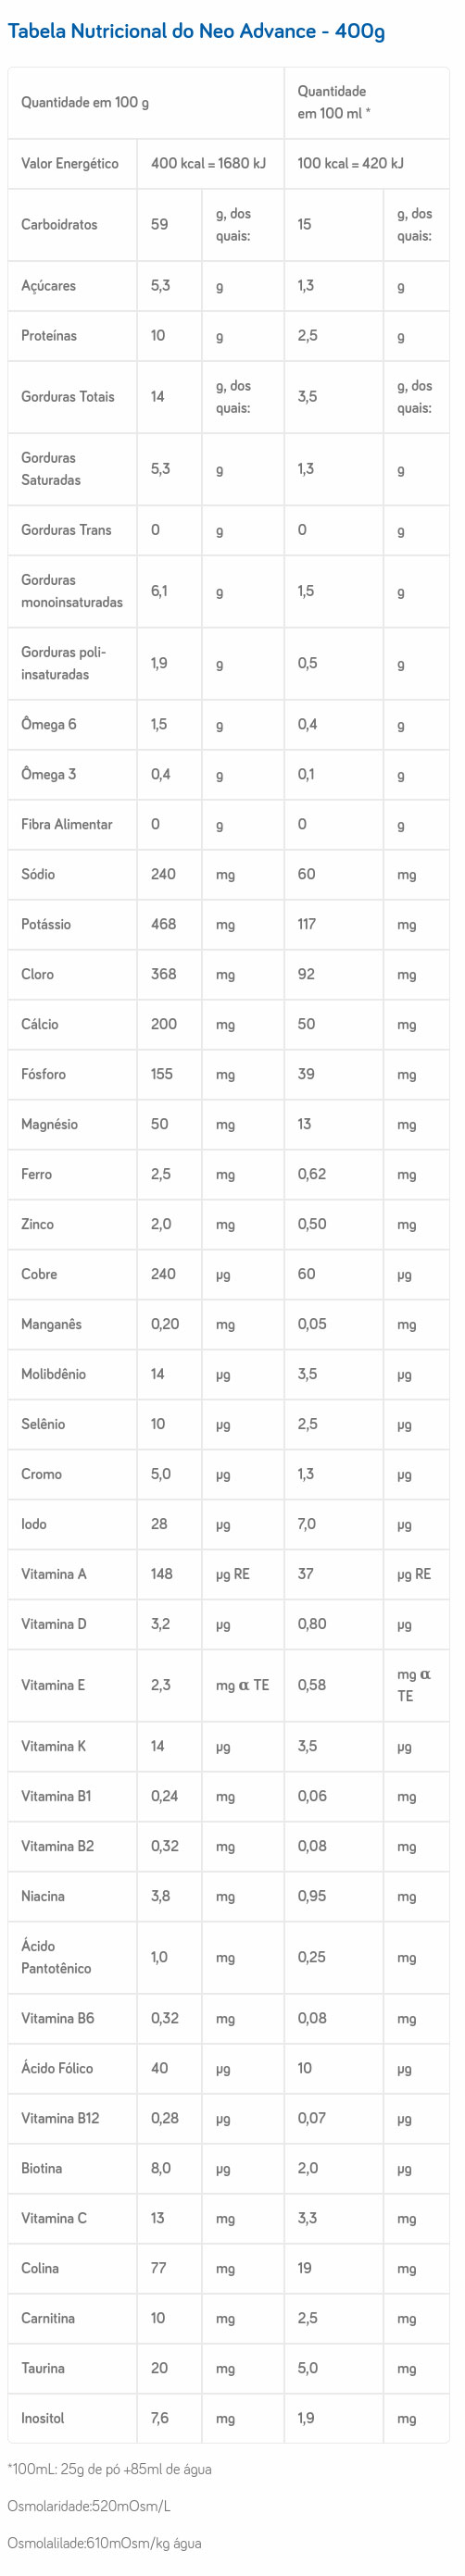 Tabela Nutricional do Neo Advance - 400g
Quantidade em 100 g Quantidade
em 100 ml *
Valor Energético 400 kcal = 1680 kJ 100 kcal = 420 kJ
Carboidratos 59 g, dos quais: 15 g, dos quais:
Açúcares 5,3 g 1,3 g
Proteínas 10 g 2,5 g
Gorduras Totais 14 g, dos quais: 3,5 g, dos quais:
Gorduras Saturadas 5,3 g 1,3 g
Gorduras Trans 0 g 0 g
Gorduras monoinsaturadas 6,1 g 1,5 g
Gorduras poli-insaturadas 1,9 g 0,5 g
Ômega 6 1,5 g 0,4 g
Ômega 3 0,4 g 0,1 g
Fibra Alimentar 0 g 0 g
Sódio 240 mg 60 mg
Potássio 468 mg 117 mg
Cloro 368 mg 92 mg
Cálcio 200 mg 50 mg
Fósforo 155 mg 39 mg
Magnésio 50 mg 13 mg
Ferro 2,5 mg 0,62 mg
Zinco 2,0 mg 0,50 mg
Cobre 240 µg 60 µg
Manganês 0,20 mg 0,05 mg
Molibdênio 14 µg 3,5 µg
Selênio 10 µg 2,5 µg
Cromo 5,0 µg 1,3 µg
Iodo 28 µg 7,0 µg
Vitamina A 148 µg RE 37 µg RE
Vitamina D 3,2 µg 0,80 µg
Vitamina E 2,3 mg α TE 0,58 mg α TE
Vitamina K 14 µg 3,5 µg
Vitamina B1 0,24 mg 0,06 mg
Vitamina B2 0,32 mg 0,08 mg
Niacina 3,8 mg 0,95 mg
Ácido Pantotênico 1,0 mg 0,25 mg
Vitamina B6 0,32 mg 0,08 mg
Ácido Fólico 40 µg 10 µg
Vitamina B12 0,28 µg 0,07 µg
Biotina 8,0 µg 2,0 µg
Vitamina C 13 mg 3,3 mg
Colina 77 mg 19 mg
Carnitina 10 mg 2,5 mg
Taurina 20 mg 5,0 mg
Inositol 7,6 mg 1,9 mg
*100mL: 25g de pó +85ml de água
Osmolaridade:520mOsm/L
Osmolalilade:610mOsm/kg água